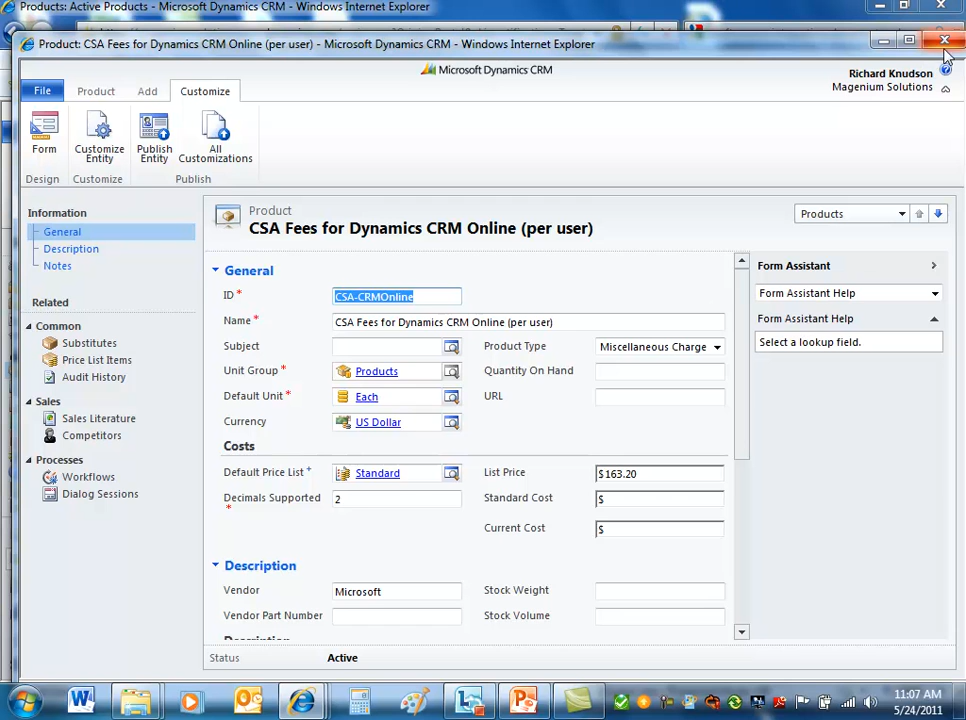 Products: Active Products - Microsoft Dynamics CRM - Windows Internet Explorer
Product: CSA Fees for Dynamics CRM Online (per user) - Microsoft Dynamics CRM - Windows Internet Explorer
Microsoft Dynamics CRM
Richard Knudson
Magenium Solutions
File
Product
Add
Customize
Form
Customize Entity
Publish Entity
All Customizations
Design
Customize
Publish
Information
General
Description
Notes
Related
Common
Substitutes
Price List Items
Audit History
Sales
Sales Literature
Competitors
Processes
Workflows
Dialog Sessions
Product
CSA Fees for Dynamics CRM Online (per user)
Products
General
ID *
CSA-CRMOnline
Name *
CSA Fees for Dynamics CRM Online (per user)
Subject
Product Type
Miscellaneous Charge
Unit Group *
Products
Quantity On Hand
Default Unit *
Each
URL
Currency
US Dollar
Costs
Default Price List +
Standard
List Price
$ 163.20
Decimals Supported *
2
Standard Cost
$
Current Cost
$
Description
Vendor
Microsoft
Stock Weight
Vendor Part Number
Stock Volume
Description
Status
Active
Form Assistant
Form Assistant Help
Form Assistant Help
Select a lookup field.
11:07 AM
5/24/2011